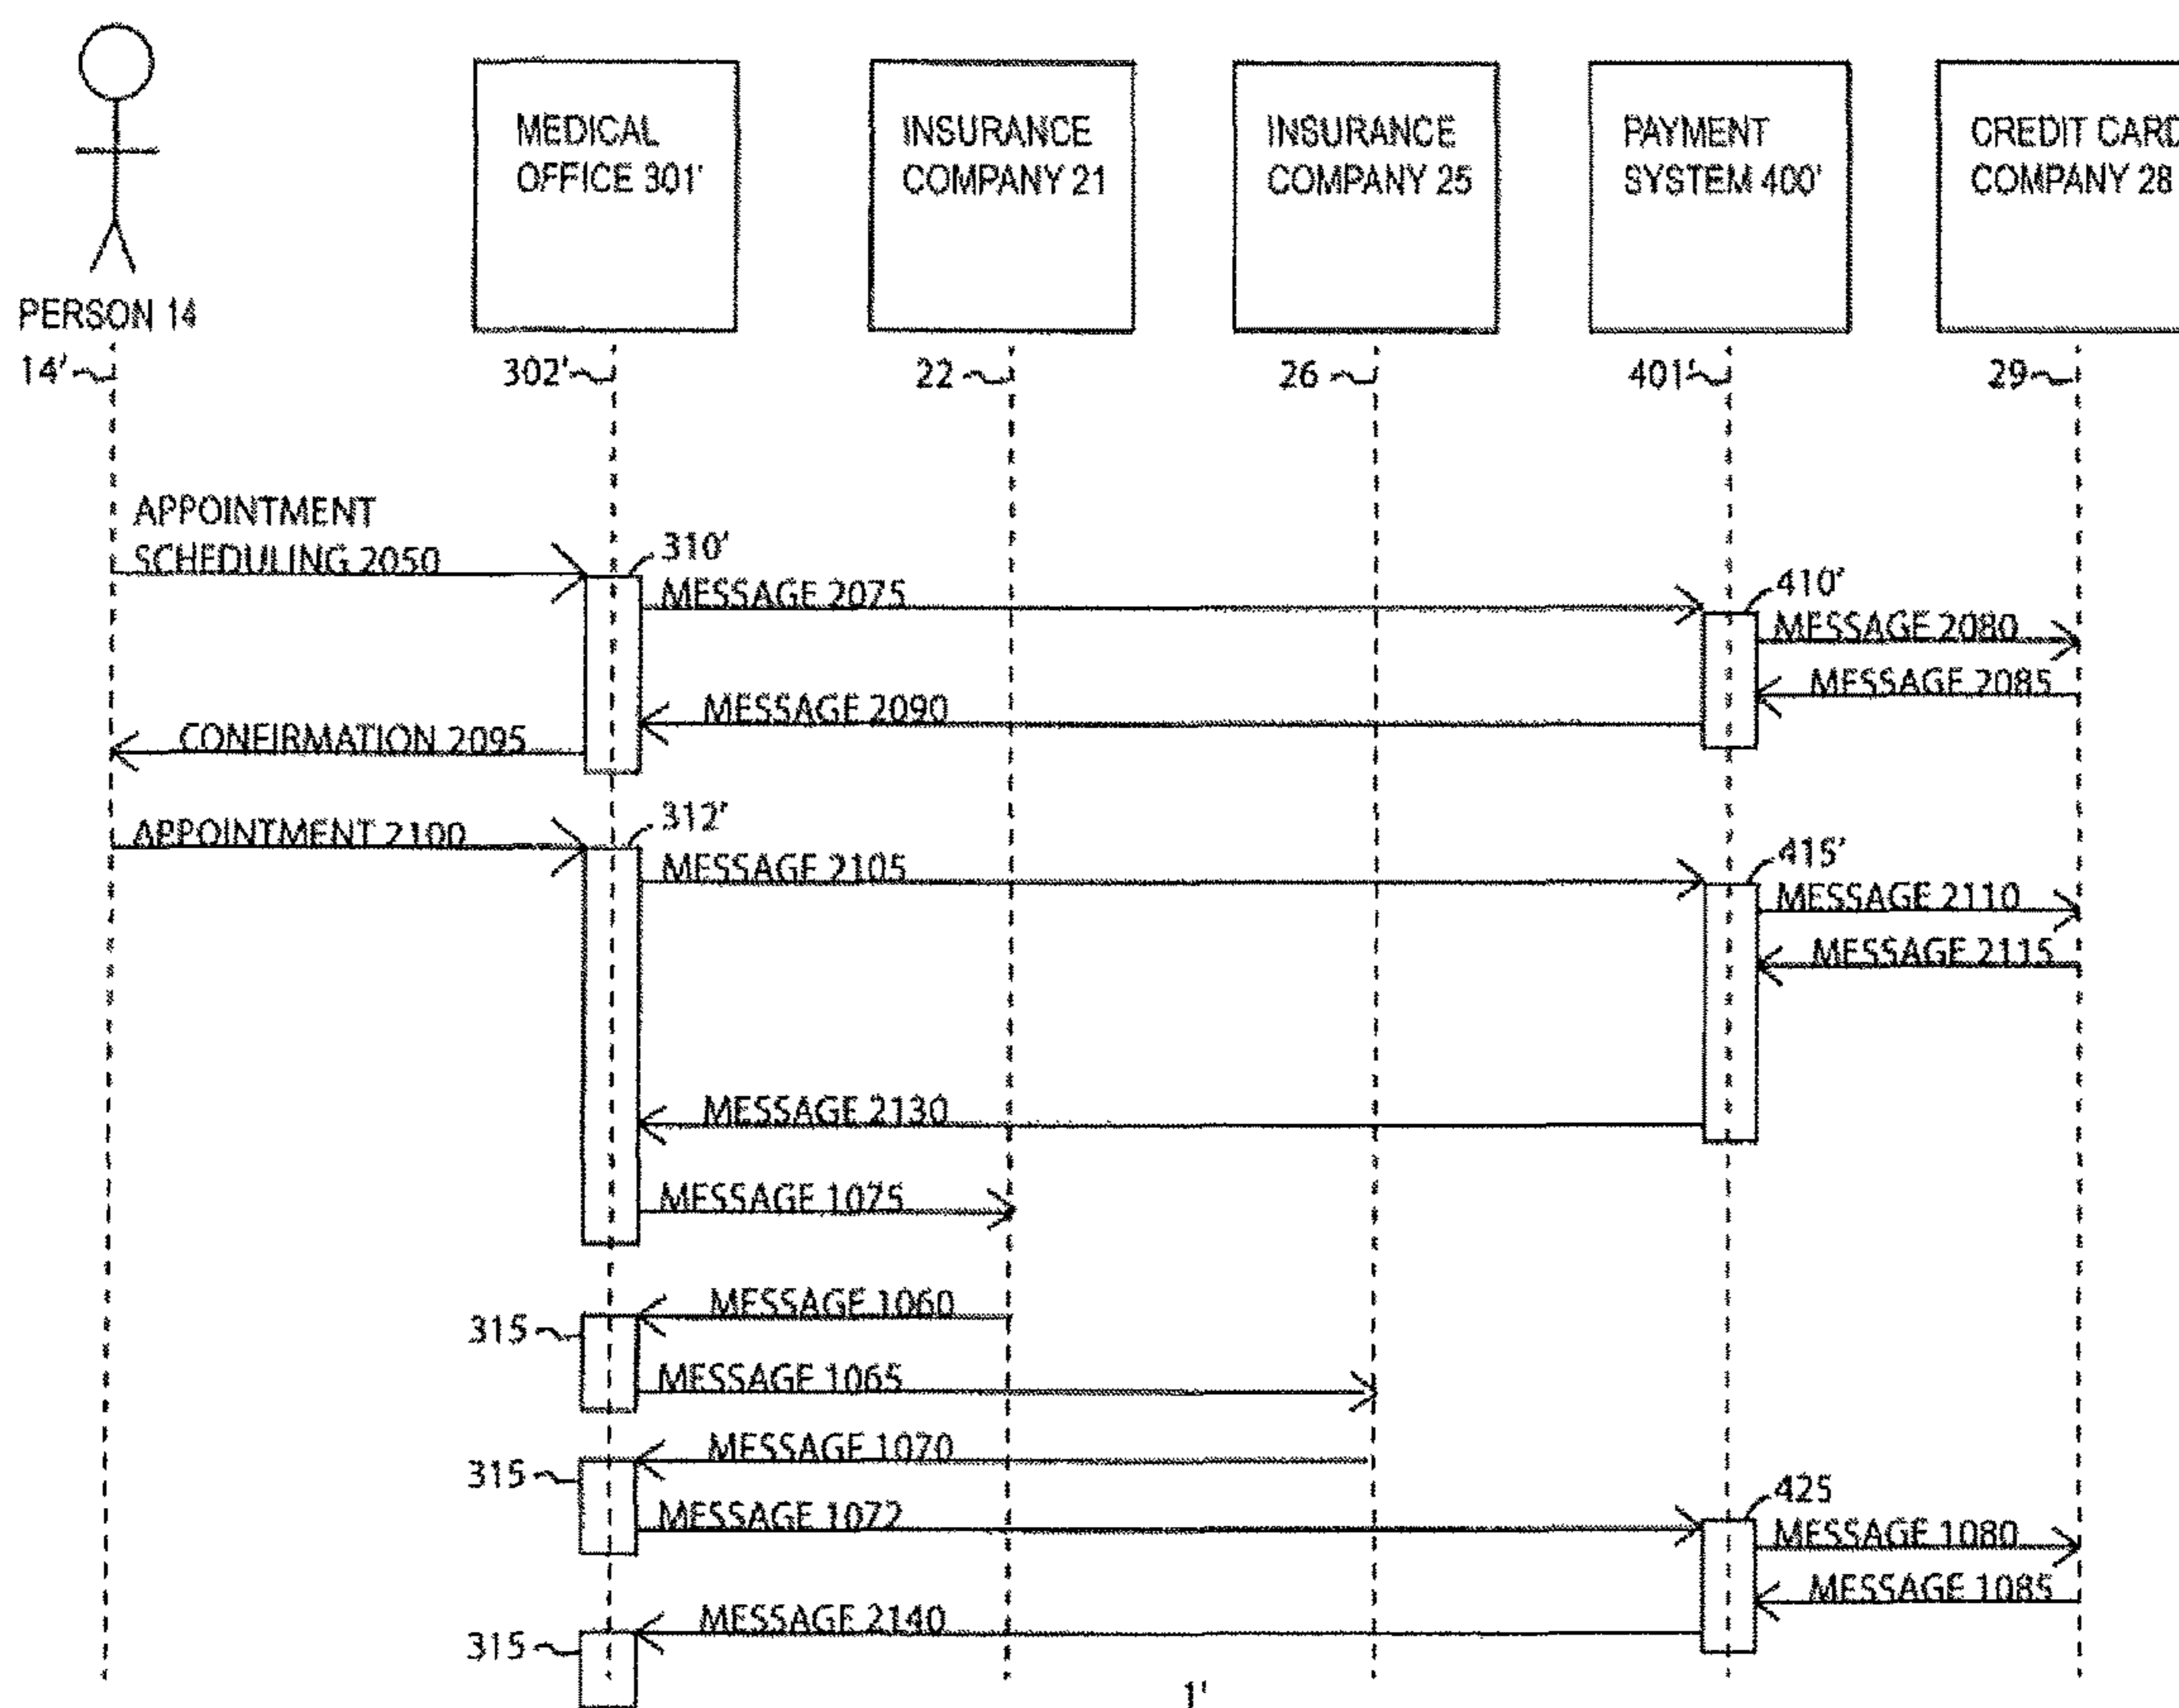 MEDICAL
OFFICE 301'
INSURANCE
COMPANY 21
INSURANCE
COMPANY 25
PAYMENT
SYSTEM 400'
CREDIT CARD
COMPANY 28
PERSON 14
14'
302'
22
26
401'
29
APPOINTMENT
SCHEDULING 2050
310'
MESSAGE 2075
410'
MESSAGE 2080
MESSAGE 2085
MESSAGE 2090
CONFIRMATION 2095
312'
APPOINTMENT 2100
MESSAGE 2105
415'
MESSAGE 2110
MESSAGE 2115
MESSAGE 2130
MESSAGE 1075
MESSAGE 1060
315
MESSAGE 1065
MESSAGE 1070
315
MESSAGE 1072
425
MESSAGE 1080
MESSAGE 1085
MESSAGE 2140
315
1'